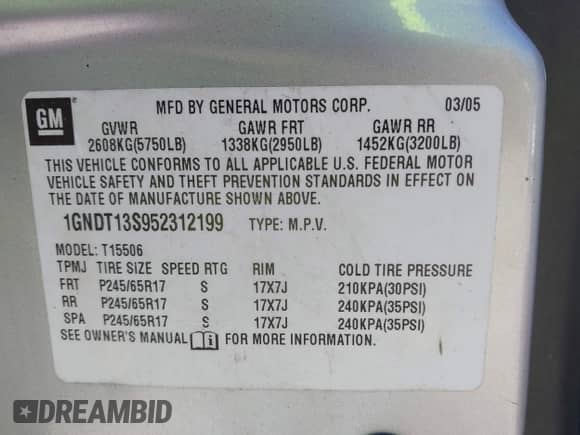 GM
MFD BY GENERAL MOTORS CORP. 03/05
GVWR GAWR FRT GAWR RR
2608KG(5750LB) 1338KG(2950LB) 1452KG(3200LB)
THIS VEHICLE CONFORMS TO ALL APPLICABLE U.S. FEDERAL MOTOR
VEHICLE SAFETY AND THEFT PREVENTION STANDARDS IN EFFECT ON
THE DATE OF MANUFACTURE SHOWN ABOVE.
1GNDT13S952312199 TYPE: M.P.V.
MODEL: T15506
TPMJ TIRE SIZE SPEED RTG RIM COLD TIRE PRESSURE
FRT P245/65R17 S 17X7J 210KPA(30PSI)
RR P245/65R17 S 17X7J 240KPA(35PSI)
SPA P245/65R17 S 17X7J 240KPA(35PSI)
SEE OWNER'S MANUAL i FOR MORE INFORMATION.
DREAMBID